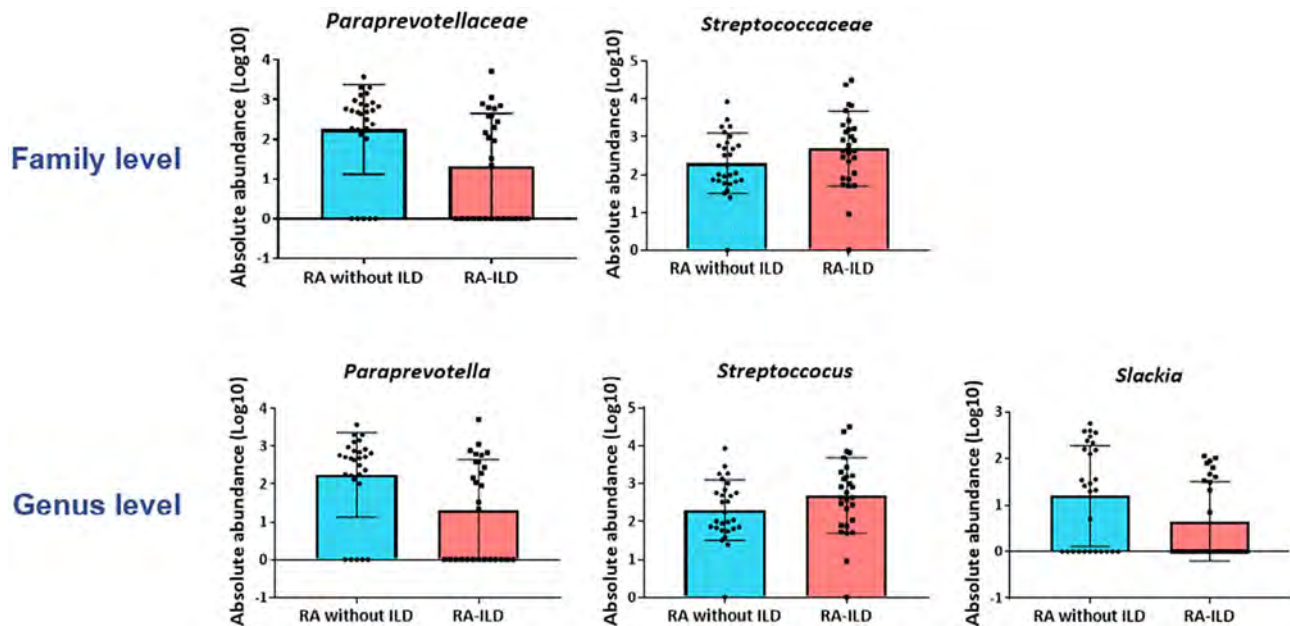 Family level
Paraprevotellaceae
Absolute abundance (Log10)
4
3
2
1
0
-1
RA without ILD
RA-ILD
Streptococcaceae
Absolute abundance (Log10)
5
4
3
2
1
0
RA without ILD
RA-ILD
Genus level
Paraprevotella
Absolute abundance (Log10)
4
3
2
1
0
-1
RA without ILD
RA-ILD
Streptoccocus
Absolute abundance (Log10)
5
4
3
2
1
0
RA without ILD
RA-ILD
Slackia
Absolute abundance (Log10)
3
2
1
0
-1
RA without ILD
RA-ILD